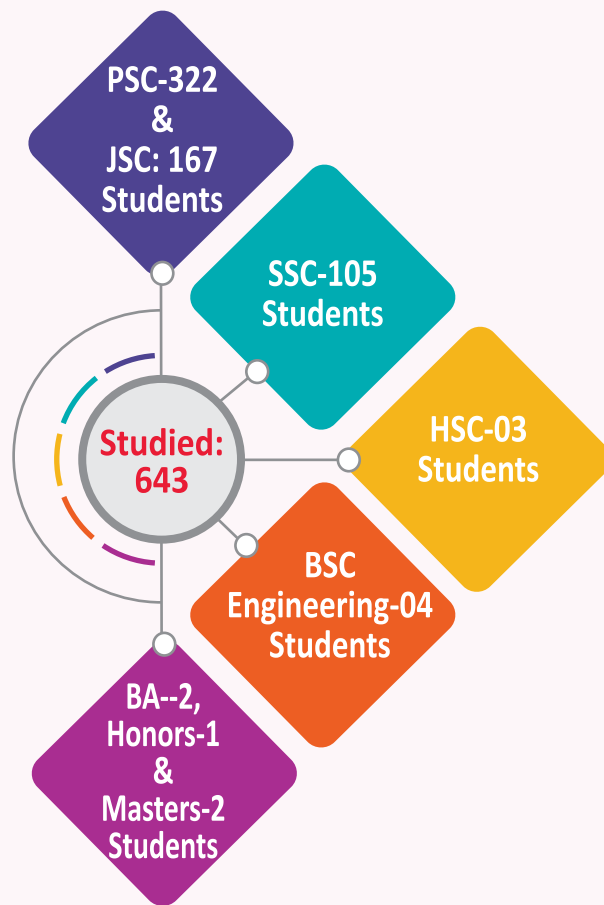 PSC-322
&
JSC: 167
Students
SSC-105
Students
Studied:
643
HSC-03
Students
BSC
Engineering-04
Students
BA--2,
Honors-1
&
Masters-2
Students